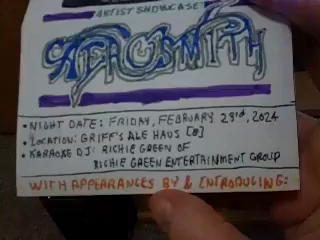 ARTIST SHOWCASE
AEROSMITH
• NIGHT DATE: FRIDAY, FEBRUARY 23rd, 2024
• LOCATION: GRIFF'S ALE HAUS [8]
• KARAOKE DJ: RICHIE GREEN OF
RICHIE GREEN ENTERTAINMENT GROUP
WITH APPEARANCES BY & INTRODUCING: